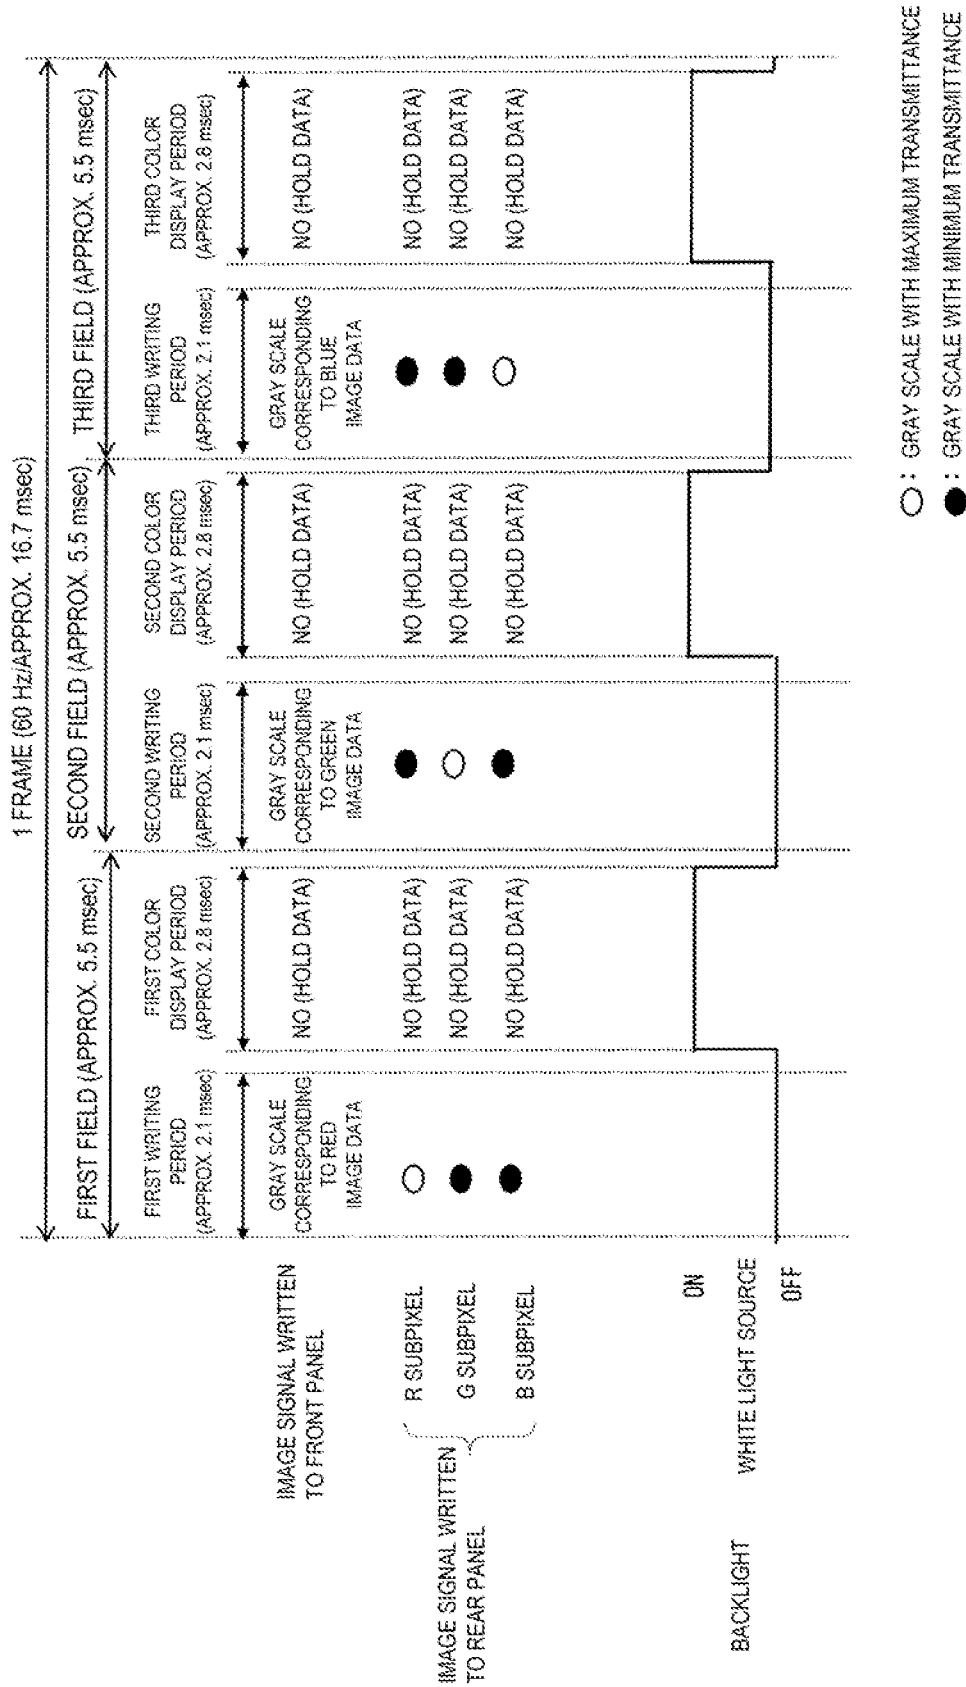 1 FRAME (60 Hz/APPROX. 16.7 msec)
FIRST FIELD (APPROX. 5.5 msec)
SECOND FIELD (APPROX. 5.5 msec)
THIRD FIELD (APPROX. 5.5 msec)
FIRST WRITING
PERIOD
(APPROX. 2.1 msec)
FIRST COLOR
DISPLAY PERIOD
(APPROX. 2.8 msec)
SECOND WRITING
PERIOD
(APPROX. 2.1 msec)
SECOND COLOR
DISPLAY PERIOD
(APPROX. 2.8 msec)
THIRD WRITING
PERIOD
(APPROX. 2.1 msec)
THIRD COLOR
DISPLAY PERIOD
(APPROX. 2.8 msec)
IMAGE SIGNAL WRITTEN
TO FRONT PANEL
GRAY SCALE
CORRESPONDING
TO RED
IMAGE DATA
NO (HOLD DATA)
GRAY SCALE
CORRESPONDING
TO GREEN
IMAGE DATA
NO (HOLD DATA)
GRAY SCALE
CORRESPONDING
TO BLUE
IMAGE DATA
NO (HOLD DATA)
IMAGE SIGNAL WRITTEN
TO REAR PANEL
R SUBPIXEL
NO (HOLD DATA)
NO (HOLD DATA)
NO (HOLD DATA)
G SUBPIXEL
NO (HOLD DATA)
NO (HOLD DATA)
NO (HOLD DATA)
B SUBPIXEL
NO (HOLD DATA)
NO (HOLD DATA)
NO (HOLD DATA)
BACKLIGHT
WHITE LIGHT SOURCE
ON
OFF
: GRAY SCALE WITH MAXIMUM TRANSMITTANCE
: GRAY SCALE WITH MINIMUM TRANSMITTANCE